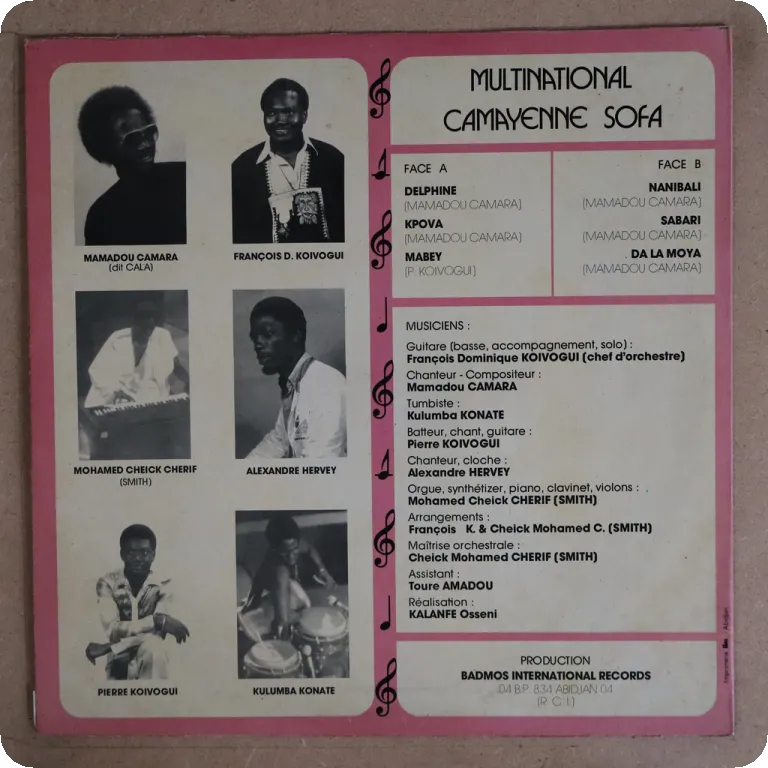 MULTINATIONAL
CAMAYENNE SOFA
FACE A
DELPHINE
(MAMADOU CAMARA)
KPOVA
(MAMADOU CAMARA)
MABEY
(P. KOIVOGUI)
FACE B
NANIBALI
(MAMADOU CAMARA)
SABARI
(MAMADOU CAMARA)
DA LA MOYA
(MAMADOU CAMARA)
MAMADOU CAMARA
(dit CALA)
FRANÇOIS D. KOIVOGUI
MOHAMED CHEICK CHERIF
(SMITH)
ALEXANDRE HERVEY
PIERRE KOIVOGUI
KULUMBA KONATE
MUSICIENS :
Guitare (basse, accompagnement, solo) :
François Dominique KOIVOGUI (chef d'orchestre)
Chanteur - Compositeur :
Mamadou CAMARA
Tumbiste :
Kulumba KONATE
Batteur, chant, guitare :
Pierre KOIVOGUI
Chanteur, cloche :
Alexandre HERVEY
Orgue, synthétizer, piano, clavinet, violons :
Mohamed Cheick CHERIF (SMITH)
Arrangements :
François K. & Cheick Mohamed C. (SMITH)
Maîtrise orchestrale :
Cheick Mohamed CHERIF (SMITH)
Assistant :
Toure AMADOU
Réalisation :
KALANFE Osseni
PRODUCTION
BADMOS INTERNATIONAL RECORDS
04 B.P. 834 ABIDJAN 04
(R. C. I.)
Imprimerie
Abidjan